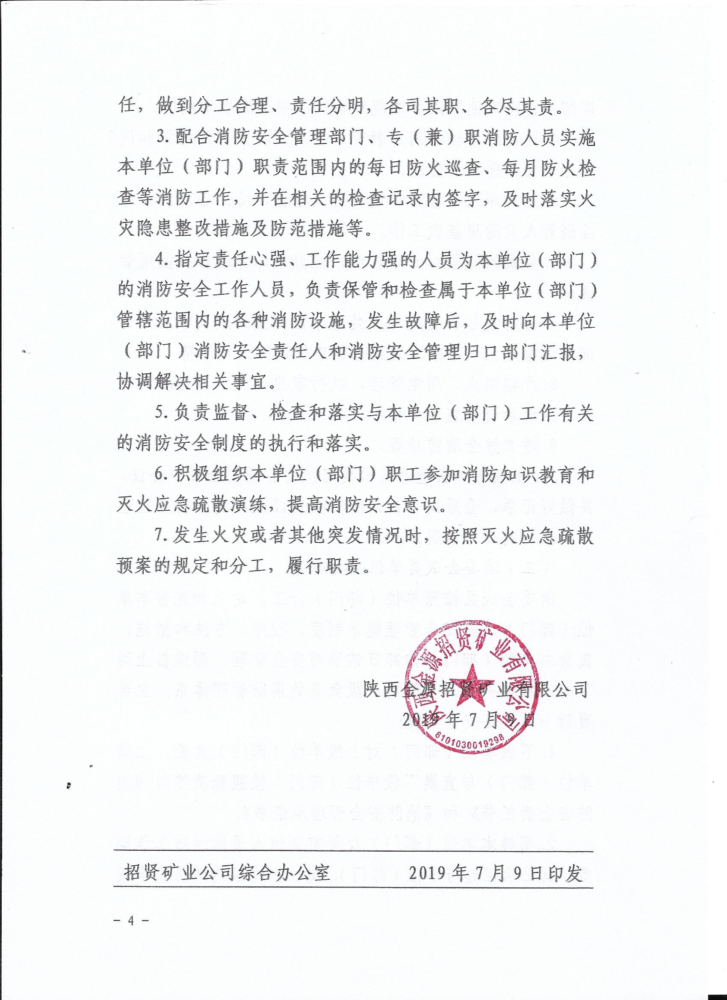 任，做到分工合理、责任分明，各司其职、各尽其责。
3.配合消防安全管理部门、专（兼）职消防人员实施
本单位（部门）职责范围内的每日防火巡查、每月防火检
查等消防工作，并在相关的检查记录内签字，及时落实火
灾隐患整改措施及防范措施等。
4.指定责任心强、工作能力强的人员为本单位（部门）
的消防安全工作人员，负责保管和检查属于本单位（部门）
管辖范围内的各种消防设施，发生故障后，及时向本单位
（部门）消防安全责任人和消防安全管理归口部门汇报，
协调解决相关事宜。
5.负责监督、检查和落实与本单位（部门）工作有关
的消防安全制度的执行和落实。
6.积极组织本单位（部门）职工参加消防知识教育和
灭火应急疏散演练，提高消防安全意识。
7.发生火灾或者其他突发情况时，按照灭火应急疏散
预案的规定和分工，履行职责。
陕西金源招贤矿业有限公司
陕西金源招贤矿业有限公司
2019年7月9日
6101030019298
招贤矿业公司综合办公室 2019年7月9日印发
- 4 -